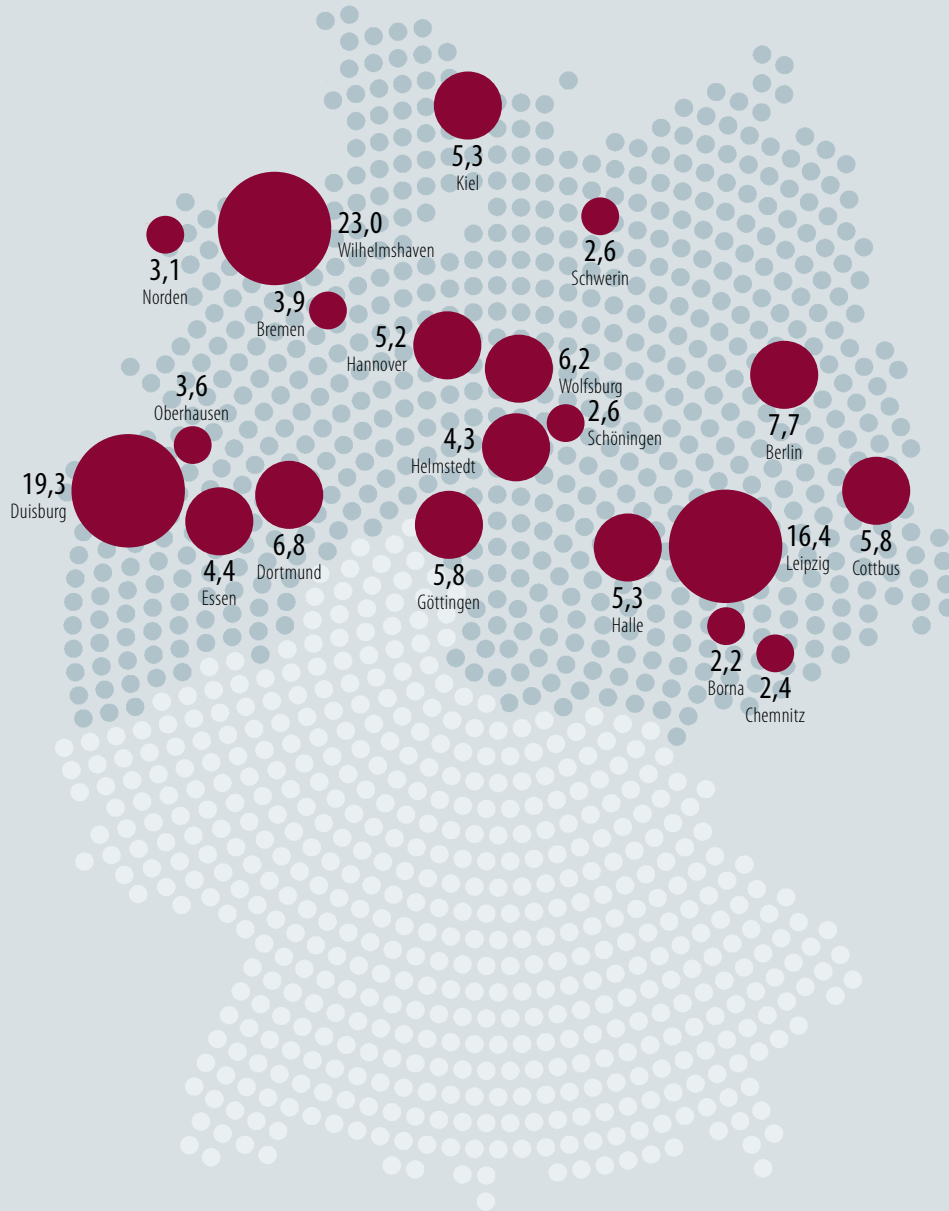 5,3
Kiel
23,0
Wilhelmshaven
2,6
Schwerin
3,1
Norden
3,9
Bremen
5,2
Hannover
6,2
Wolfsburg
3,6
Oberhausen
2,6
Schöningen
7,7
Berlin
4,3
Helmstedt
19,3
Duisburg
4,4
Essen
6,8
Dortmund
5,8
Göttingen
5,3
Halle
16,4
Leipzig
5,8
Cottbus
2,2
Borna
2,4
Chemnitz